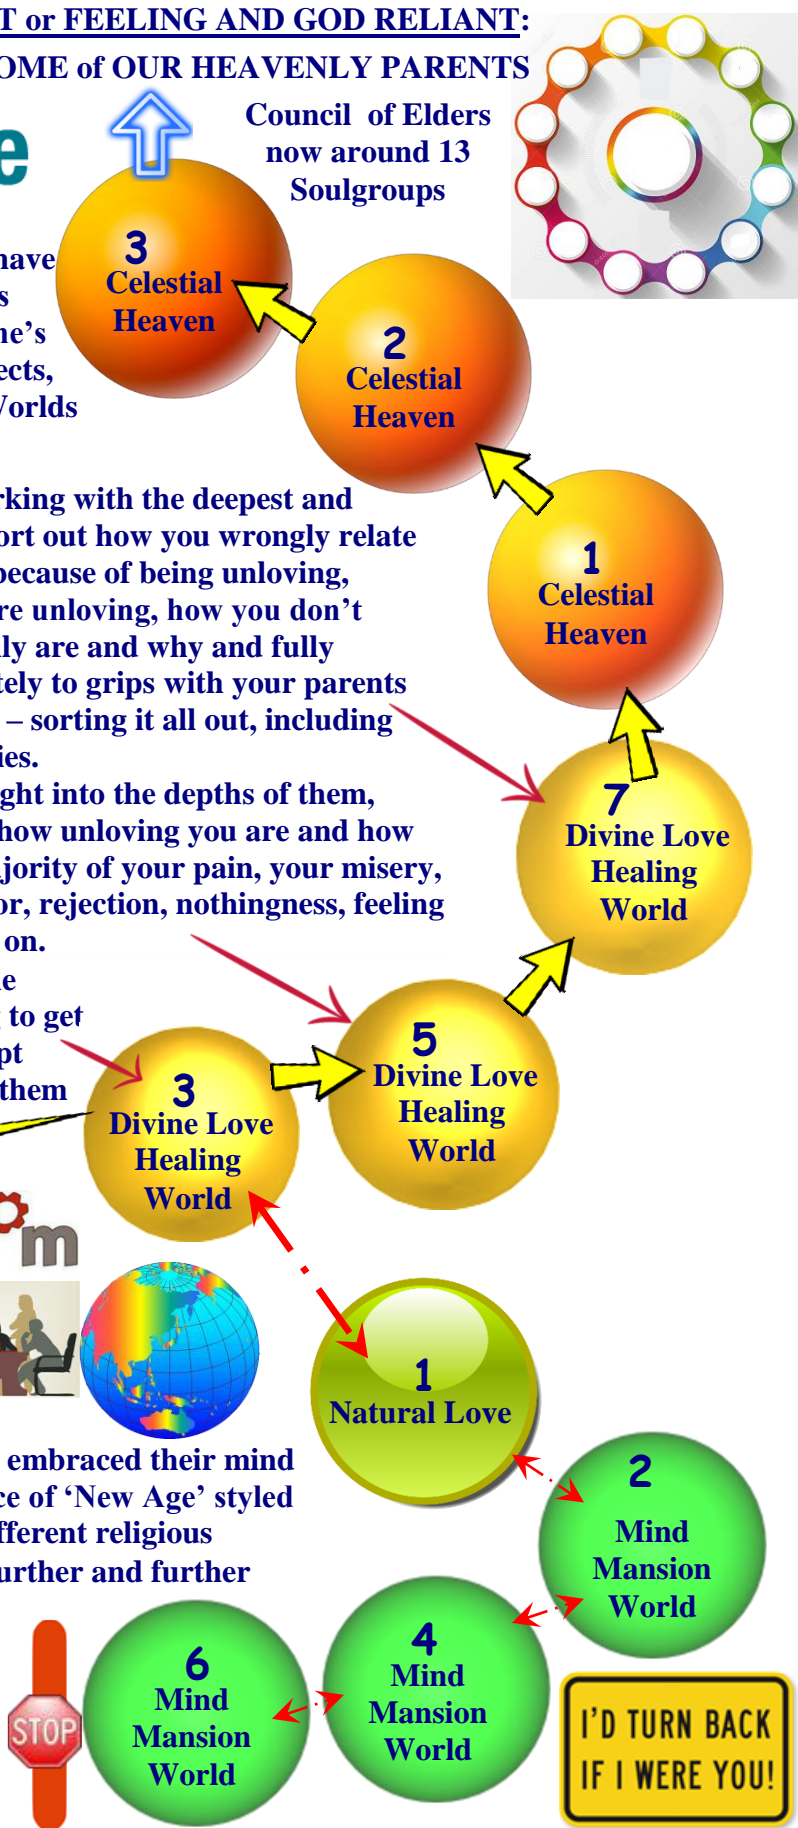 T or FEELING AND GOD RELIANT:
OME of OUR HEAVENLY PARENTS
Council of Elders
now around 13
Soulgroups
e
have
s
ne's
ects,
Worlds
3
Celestial
Heaven
2
Celestial
Heaven
rking with the deepest and
ort out how you wrongly relate
because of being unloving,
re unloving, how you don't
lly are and why and fully
tely to grips with your parents
– sorting it all out, including
ies.
1
Celestial
Heaven
ght into the depths of them,
how unloving you are and how
jority of your pain, your misery,
or, rejection, nothingness, feeling
on.
7
Divine Love
Healing
World
le
g to get
pt
them
3
Divine Love
Healing
World
5
Divine Love
Healing
World
m
1
Natural Love
embraced their mind
ce of 'New Age' styled
fferent religious
urther and further
2
Mind
Mansion
World
4
Mind
Mansion
World
6
Mind
Mansion
World
STOP
I'D TURN BACK
IF I WERE YOU!